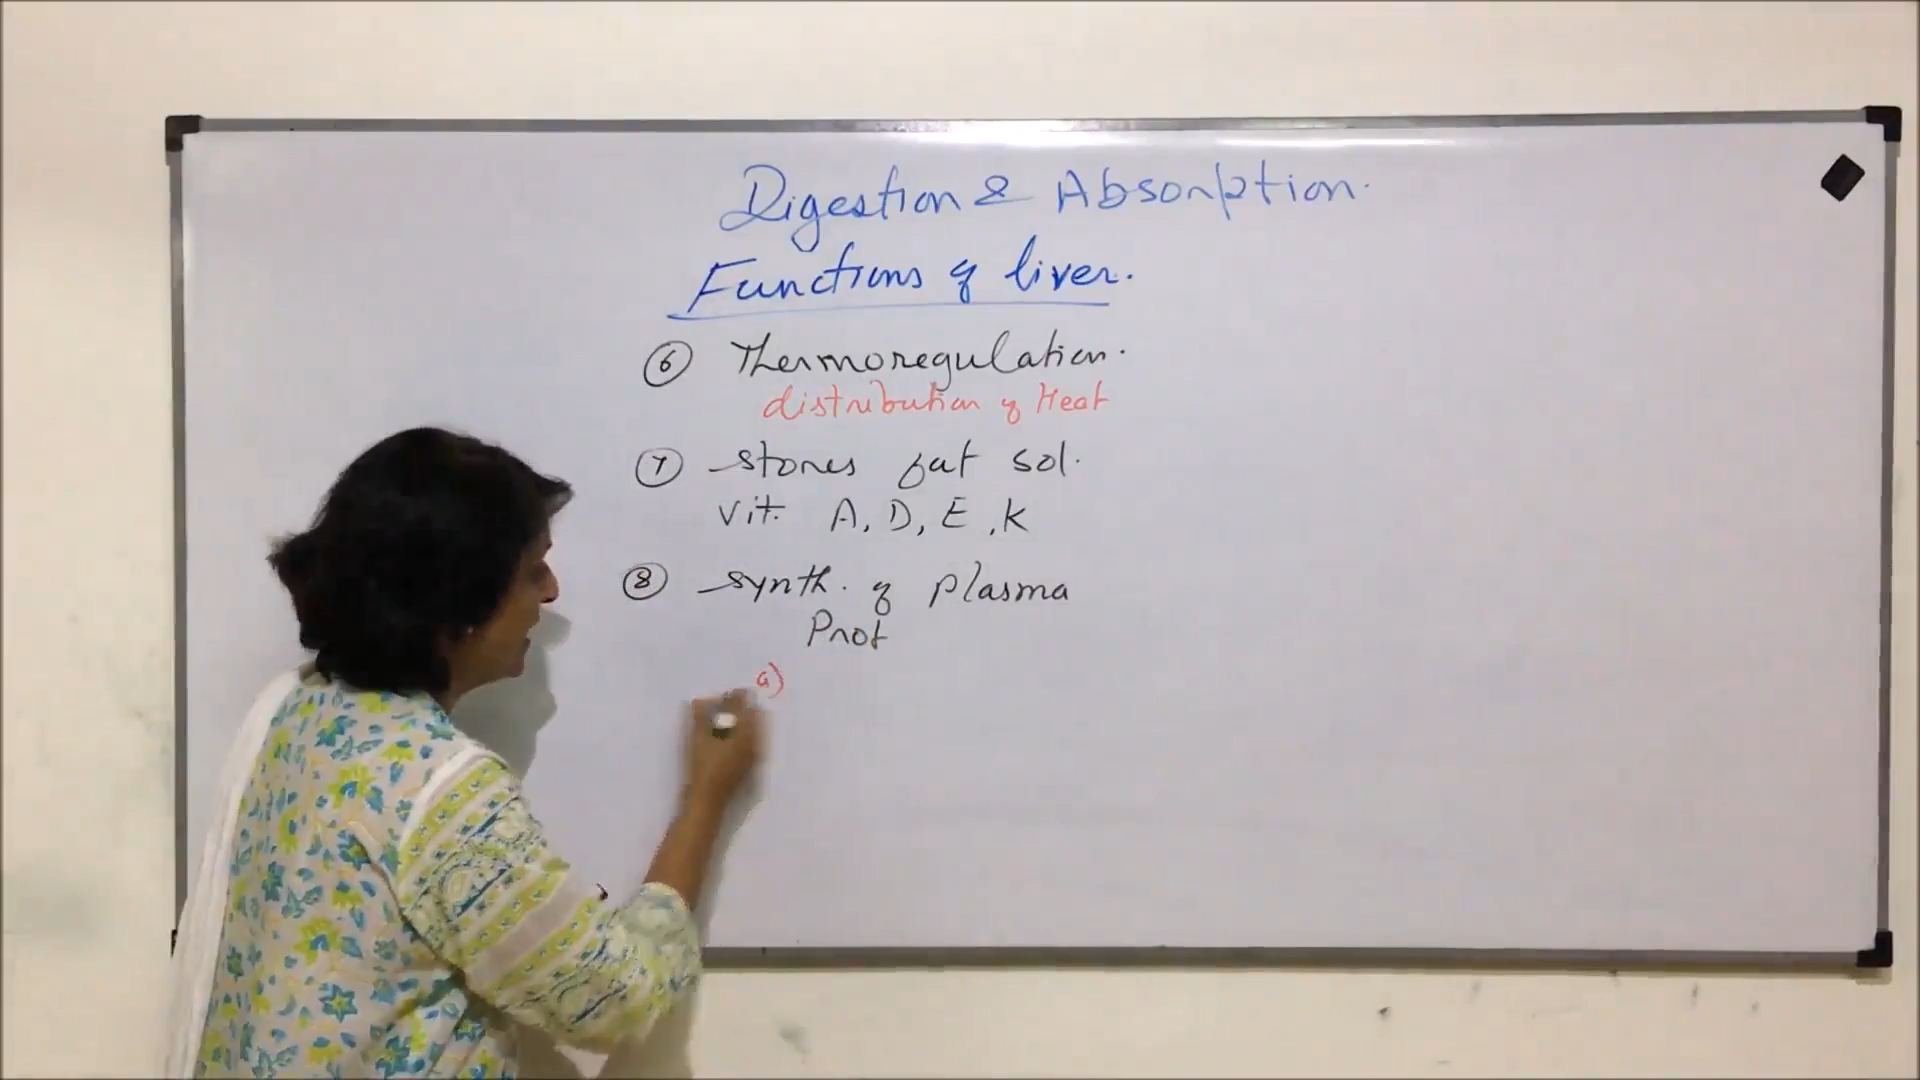 Digestion & Absorption.
Functions of liver.
⑥ Thermoregulation.
distribution of Heat
⑦ stores fat sol.
vit. A, D, E, K
⑧ synth. of plasma
Prot
a)